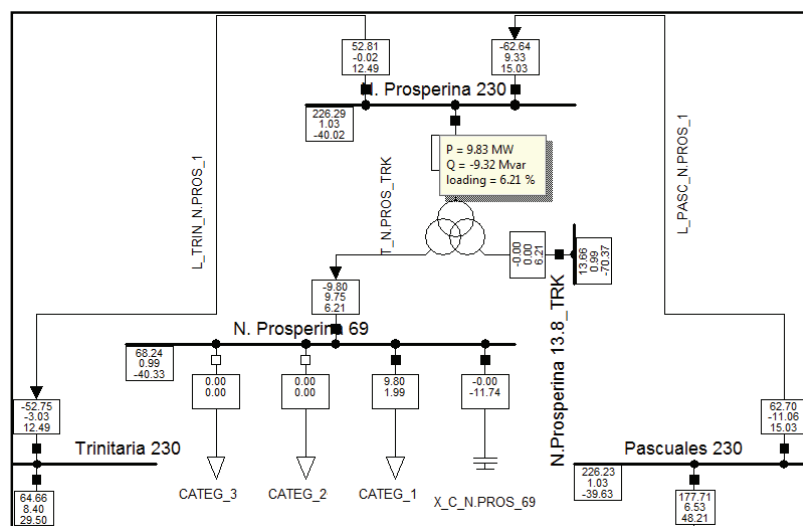 52.81
-0.02
12.49
-62.64
9.33
15.03
N. Prosperina 230
226.29
1.03
-40.02
P = 9.83 MW
Q = -9.32 Mvar
loading = 6.21 %
L_TRIN_N.PROS_1
T_N.PROS_TRK
L_PASC_N.PROS_1
-0.00
0.00
6.21
13.66
0.99
-70.37
N.Prosperina 13.8_TRK
-9.80
9.75
6.21
N. Prosperina 69
68.24
0.99
-40.33
0.00
0.00
0.00
0.00
9.80
1.99
-0.00
-11.74
-52.75
-3.03
12.49
62.70
-11.06
15.03
Trinitaria 230
Pascuales 230
CATEG_3
CATEG_2
CATEG_1
X_C_N.PROS_69
64.66
8.40
29.50
226.23
1.03
-39.63
177.71
6.53
48.21